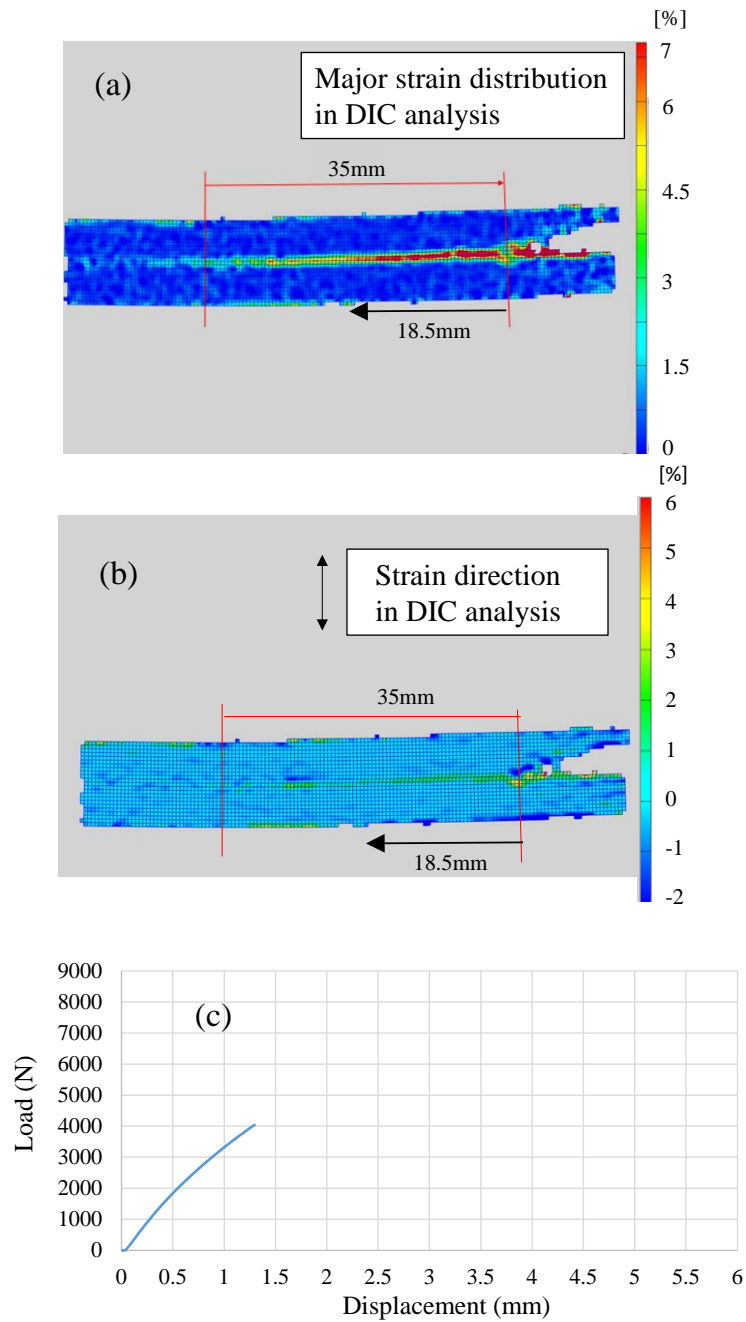 [%]
(a)
Major strain distribution
in DIC analysis
7
6
4.5
3
1.5
0
35mm
18.5mm
[%]
(b)
Strain direction
in DIC analysis
6
5
4
3
2
1
0
-1
-2
35mm
18.5mm
(c)
Load (N)
9000
8000
7000
6000
5000
4000
3000
2000
1000
0
0 0.5 1 1.5 2 2.5 3 3.5 4 4.5 5 5.5 6
Displacement (mm)